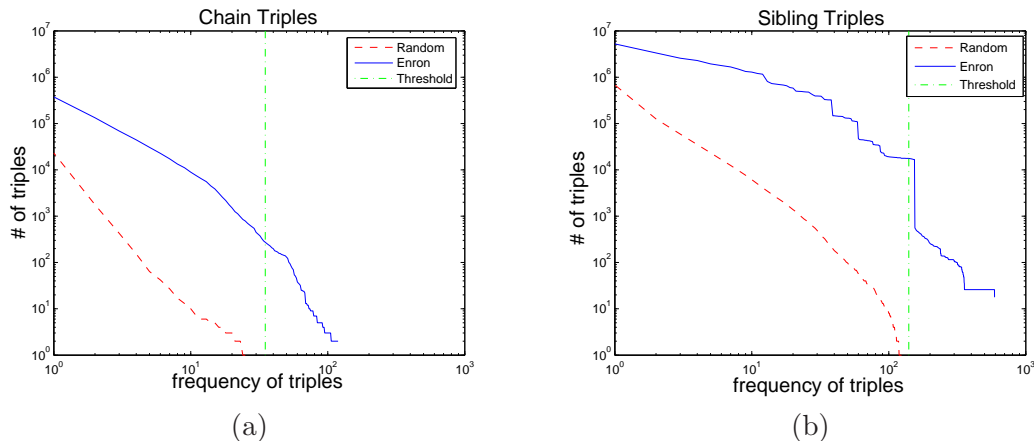 Chain Triples
10^7
10^6
10^5
10^4
10^3
10^2
10^1
10^0
# of triples
Random
Enron
Threshold
10^0 10^1 10^2 10^3
frequency of triples
(a)
Sibling Triples
10^7
10^6
10^5
10^4
10^3
10^2
10^1
10^0
# of triples
Random
Enron
Threshold
10^0 10^1 10^2 10^3
frequency of triples
(b)